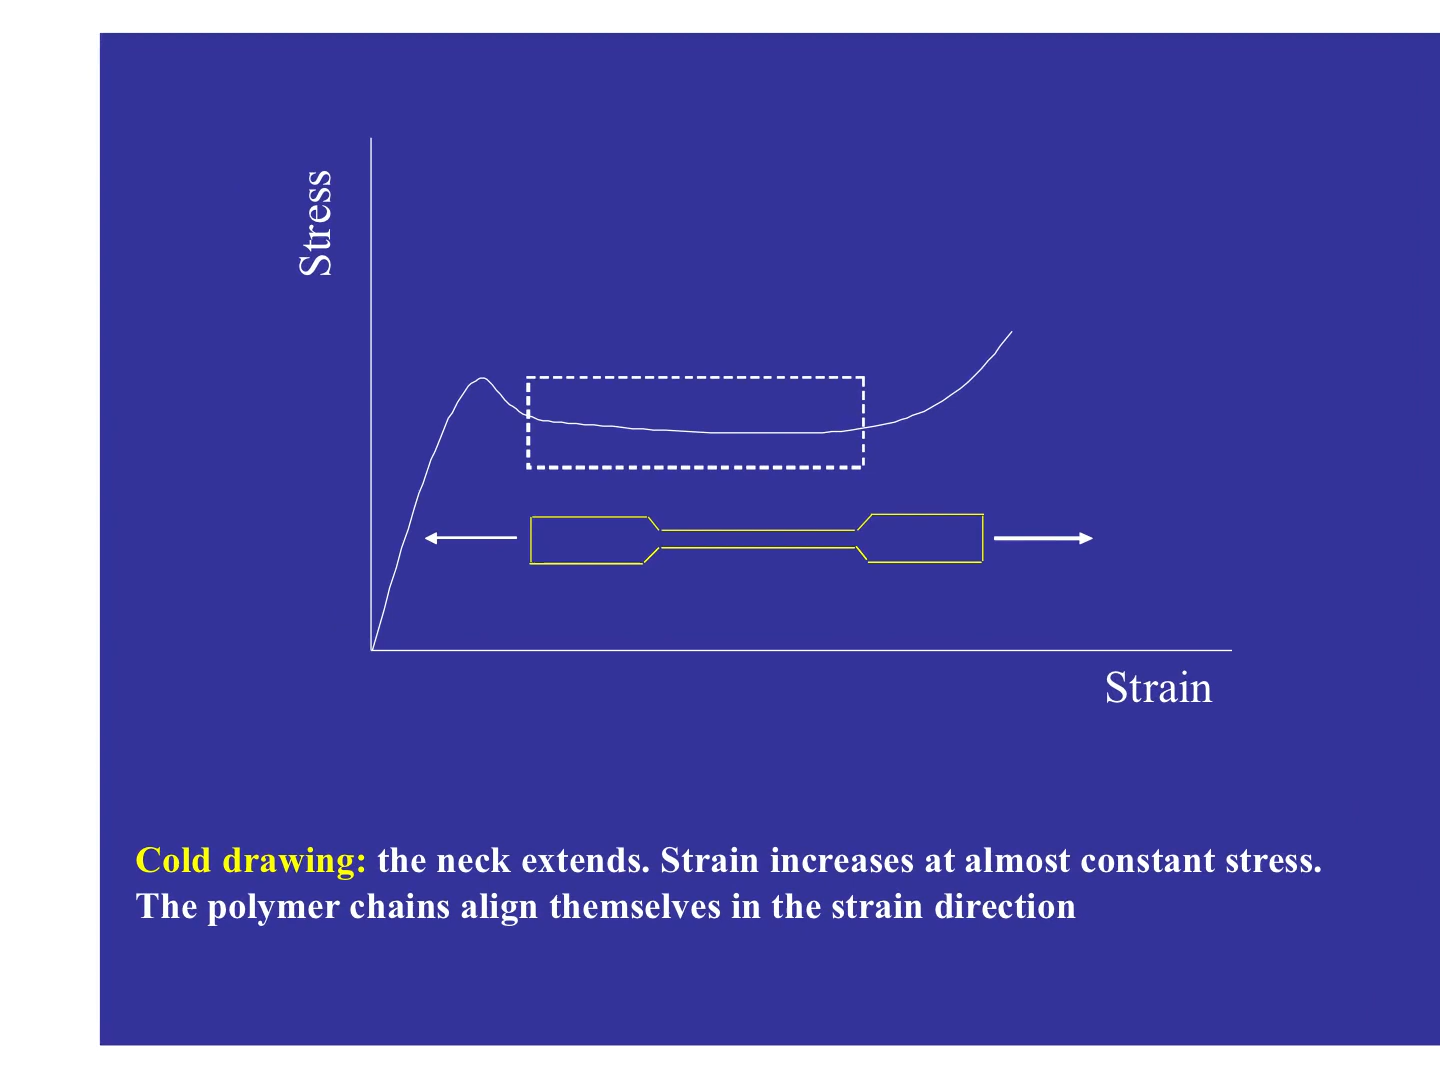 Stress
Strain
Cold drawing: the neck extends. Strain increases at almost constant stress.
The polymer chains align themselves in the strain direction